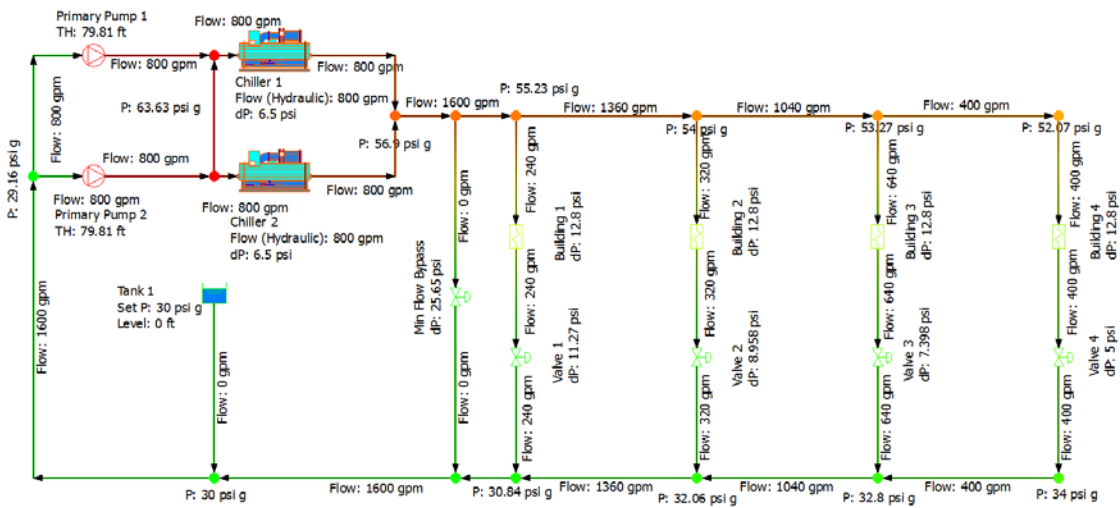 Primary Pump 1
TH: 79.81 ft
Flow: 800 gpm
Flow: 800 gpm
Flow: 800 gpm
Chiller 1
Flow (Hydraulic): 800 gpm
dP: 6.5 psi
Flow: 800 gpm
P: 63.63 psi g
P: 29.16 psi g
Flow: 800 gpm
Primary Pump 2
TH: 79.81 ft
Flow: 800 gpm
Flow: 800 gpm
Chiller 2
Flow (Hydraulic): 800 gpm
dP: 6.5 psi
Flow: 800 gpm
P: 56.9 psi g
Flow: 1600 gpm
P: 55.23 psi g
Flow: 1360 gpm
P: 54 psi g
Flow: 1040 gpm
P: 53.27 psi g
Flow: 400 gpm
P: 52.07 psi g
Flow: 0 gpm
Min Flow Bypass
dP: 25.65 psi
Flow: 0 gpm
Flow: 240 gpm
Building 1
dP: 12.8 psi
Flow: 240 gpm
Valve 1
dP: 11.27 psi
Flow: 240 gpm
Flow: 320 gpm
Building 2
dP: 12.8 psi
Flow: 320 gpm
Valve 2
dP: 8.958 psi
Flow: 320 gpm
Flow: 640 gpm
Building 3
dP: 12.8 psi
Flow: 640 gpm
Valve 3
dP: 7.398 psi
Flow: 640 gpm
Flow: 400 gpm
Building 4
dP: 12.8 psi
Flow: 400 gpm
Valve 4
dP: 5 psi
Flow: 400 gpm
Tank 1
Set P: 30 psi g
Level: 0 ft
Flow: 0 gpm
Flow: 1600 gpm
P: 30 psi g
Flow: 1600 gpm
P: 30.84 psi g
Flow: 1360 gpm
P: 32.06 psi g
Flow: 1040 gpm
P: 32.8 psi g
Flow: 400 gpm
P: 34 psi g